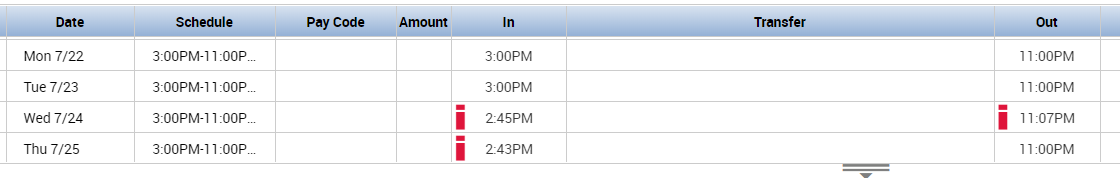 Date Schedule Pay Code Amount In Transfer Out
Mon 7/22 3:00PM-11:00P... 3:00PM 11:00PM
Tue 7/23 3:00PM-11:00P... 3:00PM 11:00PM
Wed 7/24 3:00PM-11:00P... 2:45PM 11:07PM
Thu 7/25 3:00PM-11:00P... 2:43PM 11:00PM